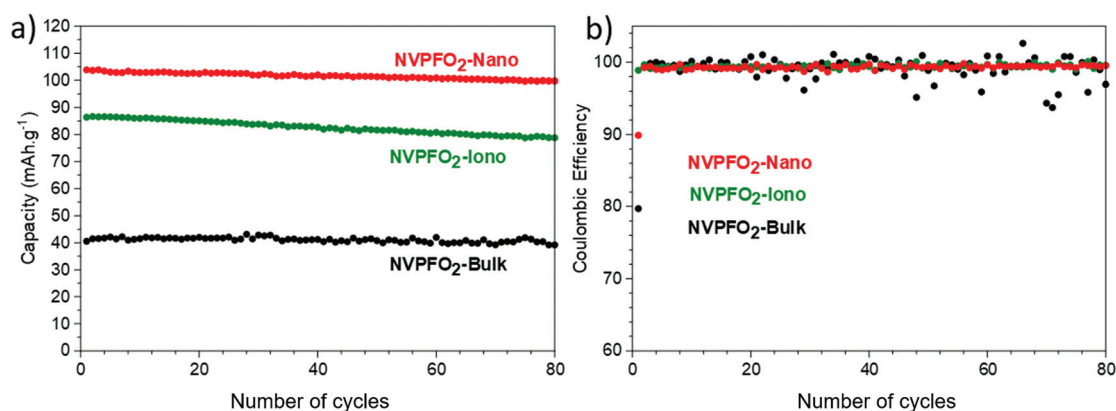 a)
120
110
100
90
80
70
60
50
40
30
20
10
0
Capacity (mAh.g⁻¹)
NVPFO₂-Nano
NVPFO₂-Iono
NVPFO₂-Bulk
0 20 40 60 80
Number of cycles
b)
100
90
80
70
60
Coulombic Efficiency
NVPFO₂-Nano
NVPFO₂-Iono
NVPFO₂-Bulk
0 20 40 60 80
Number of cycles